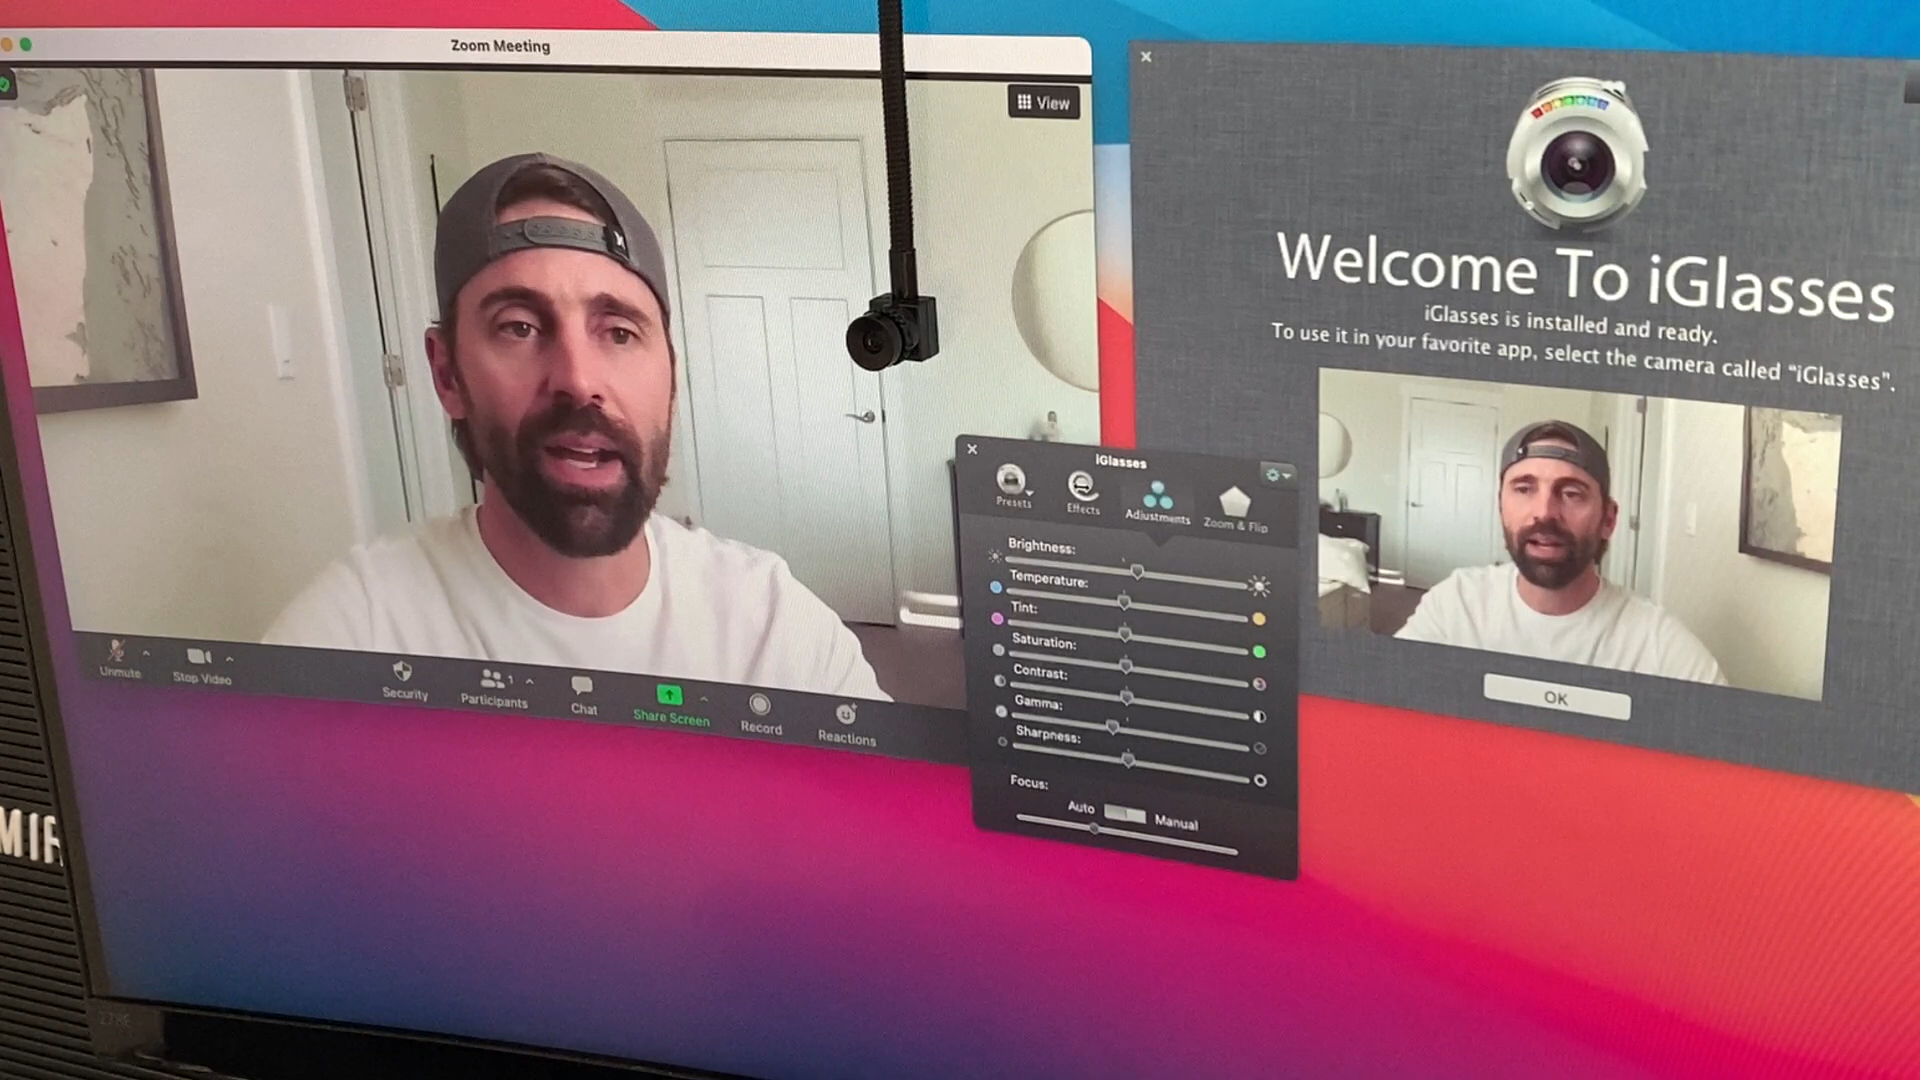 Zoom Meeting
View
Unmute
Stop Video
Security
1
Participants
Chat
Share Screen
Record
Reactions
Welcome To iGlasses
iGlasses is installed and ready.
To use it in your favorite app, select the camera called “iGlasses”.
OK
iGlasses
Presets
Effects
Adjustments
Zoom & Flip
Brightness:
Temperature:
Tint:
Saturation:
Contrast:
Gamma:
Sharpness:
Focus:
Auto
Manual